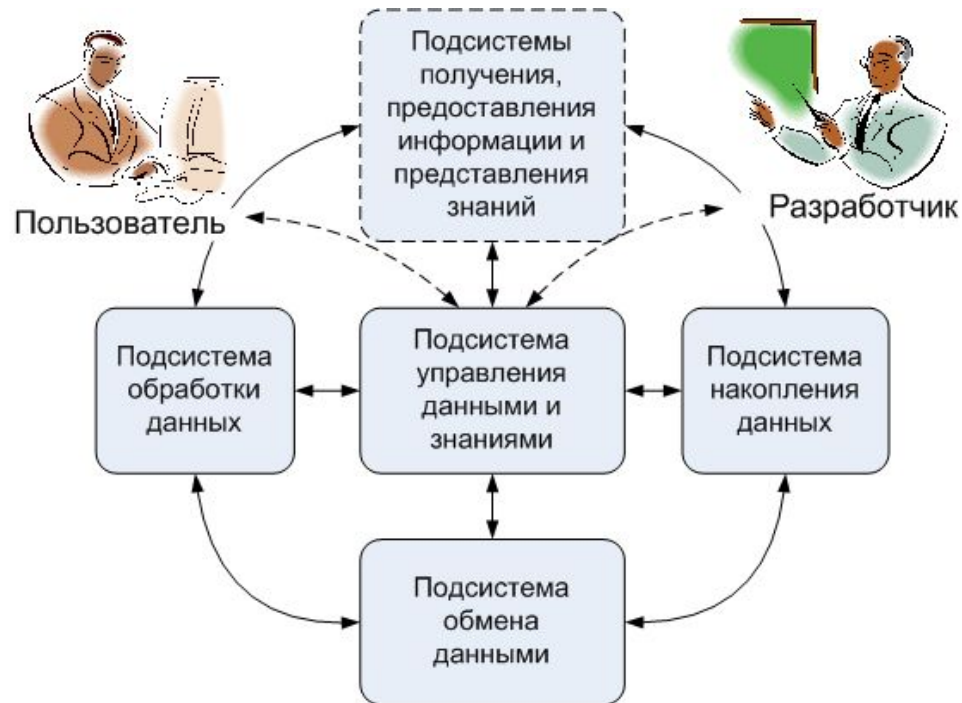 Подсистемы
получения,
предоставления
информации и
представления
знаний
Пользователь
Разработчик
Подсистема
обработки
данных
Подсистема
управления
данными и
знаниями
Подсистема
накопления
данных
Подсистема
обмена
данными